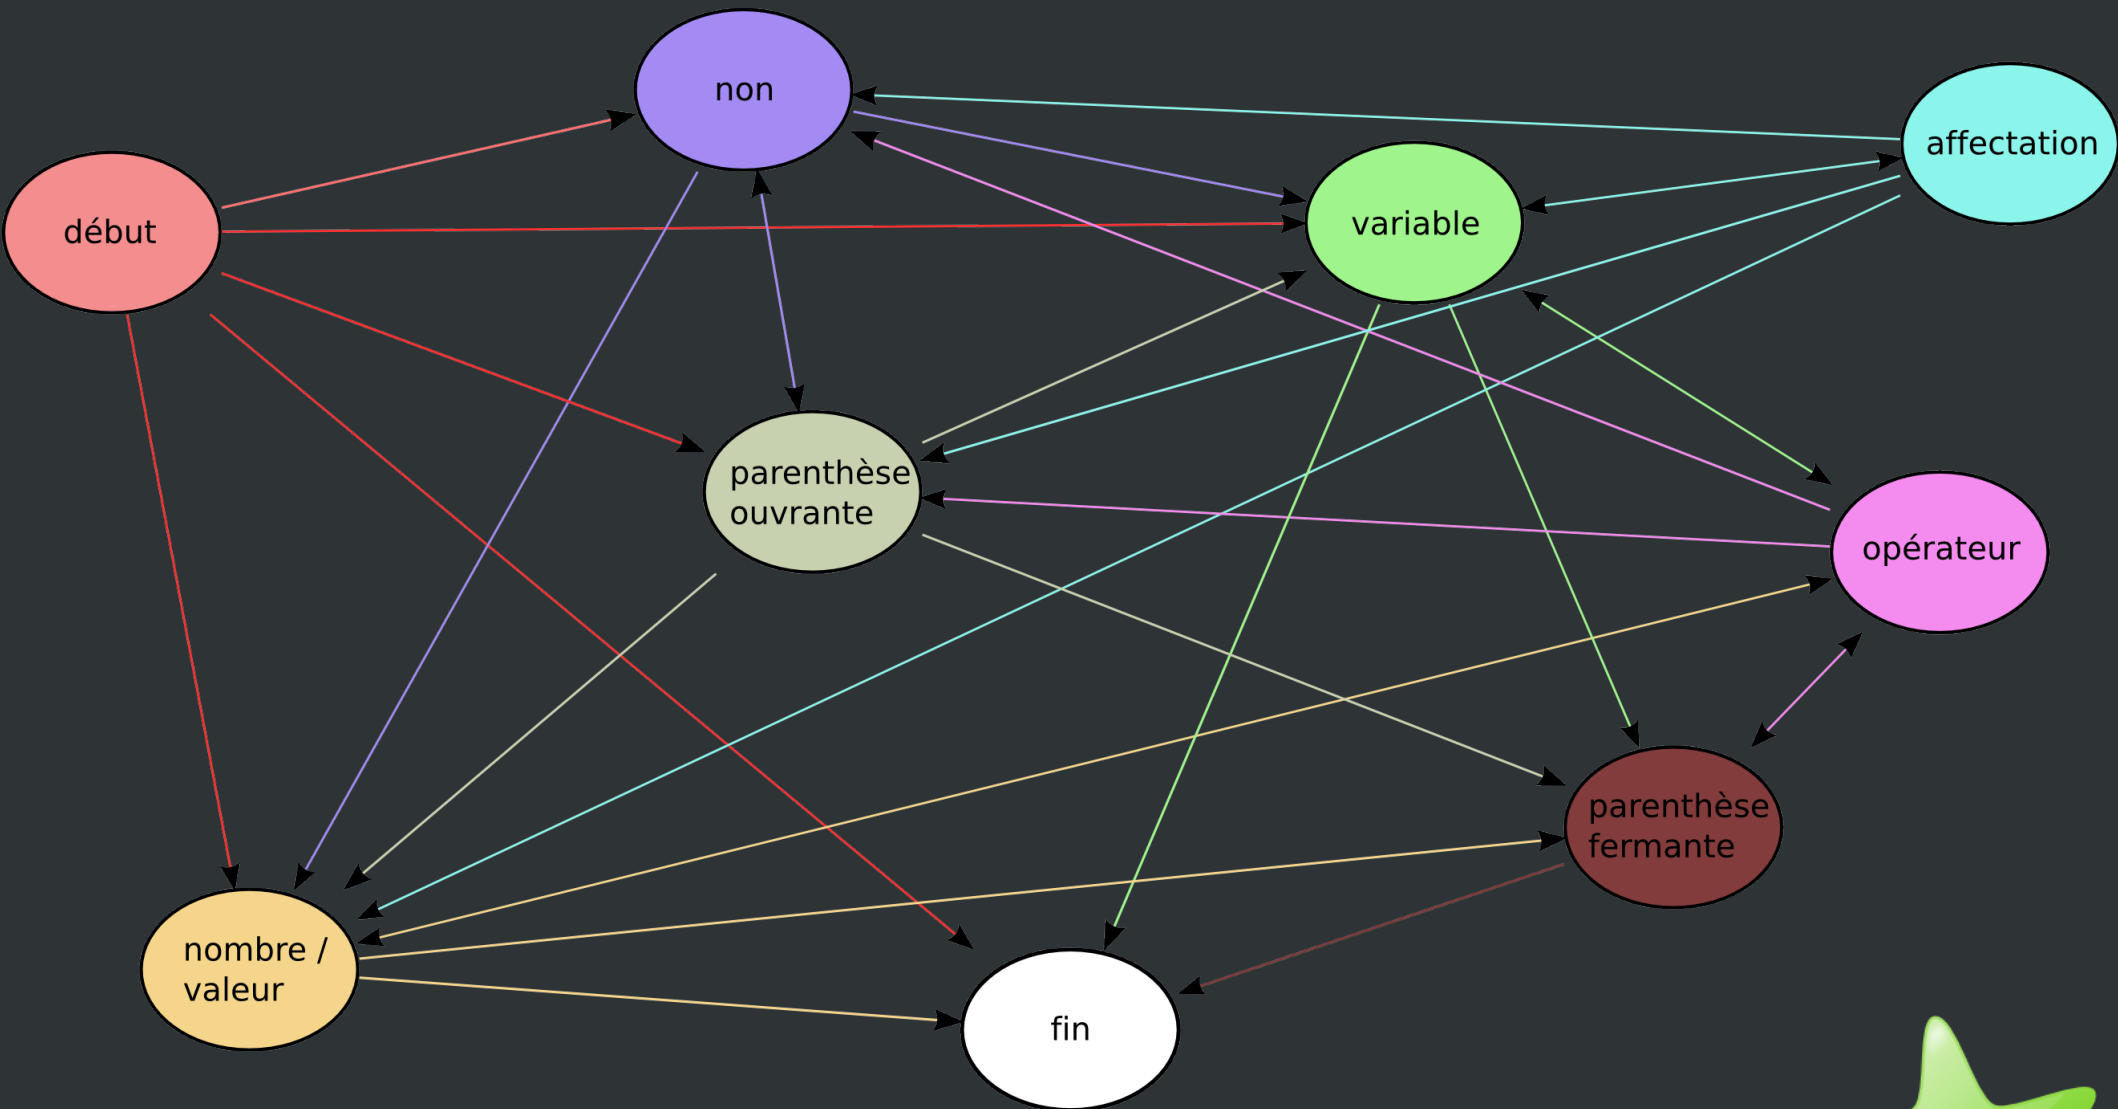 non
affectation
variable
début
parenthèse
ouvrante
opérateur
parenthèse
fermante
nombre /
valeur
fin